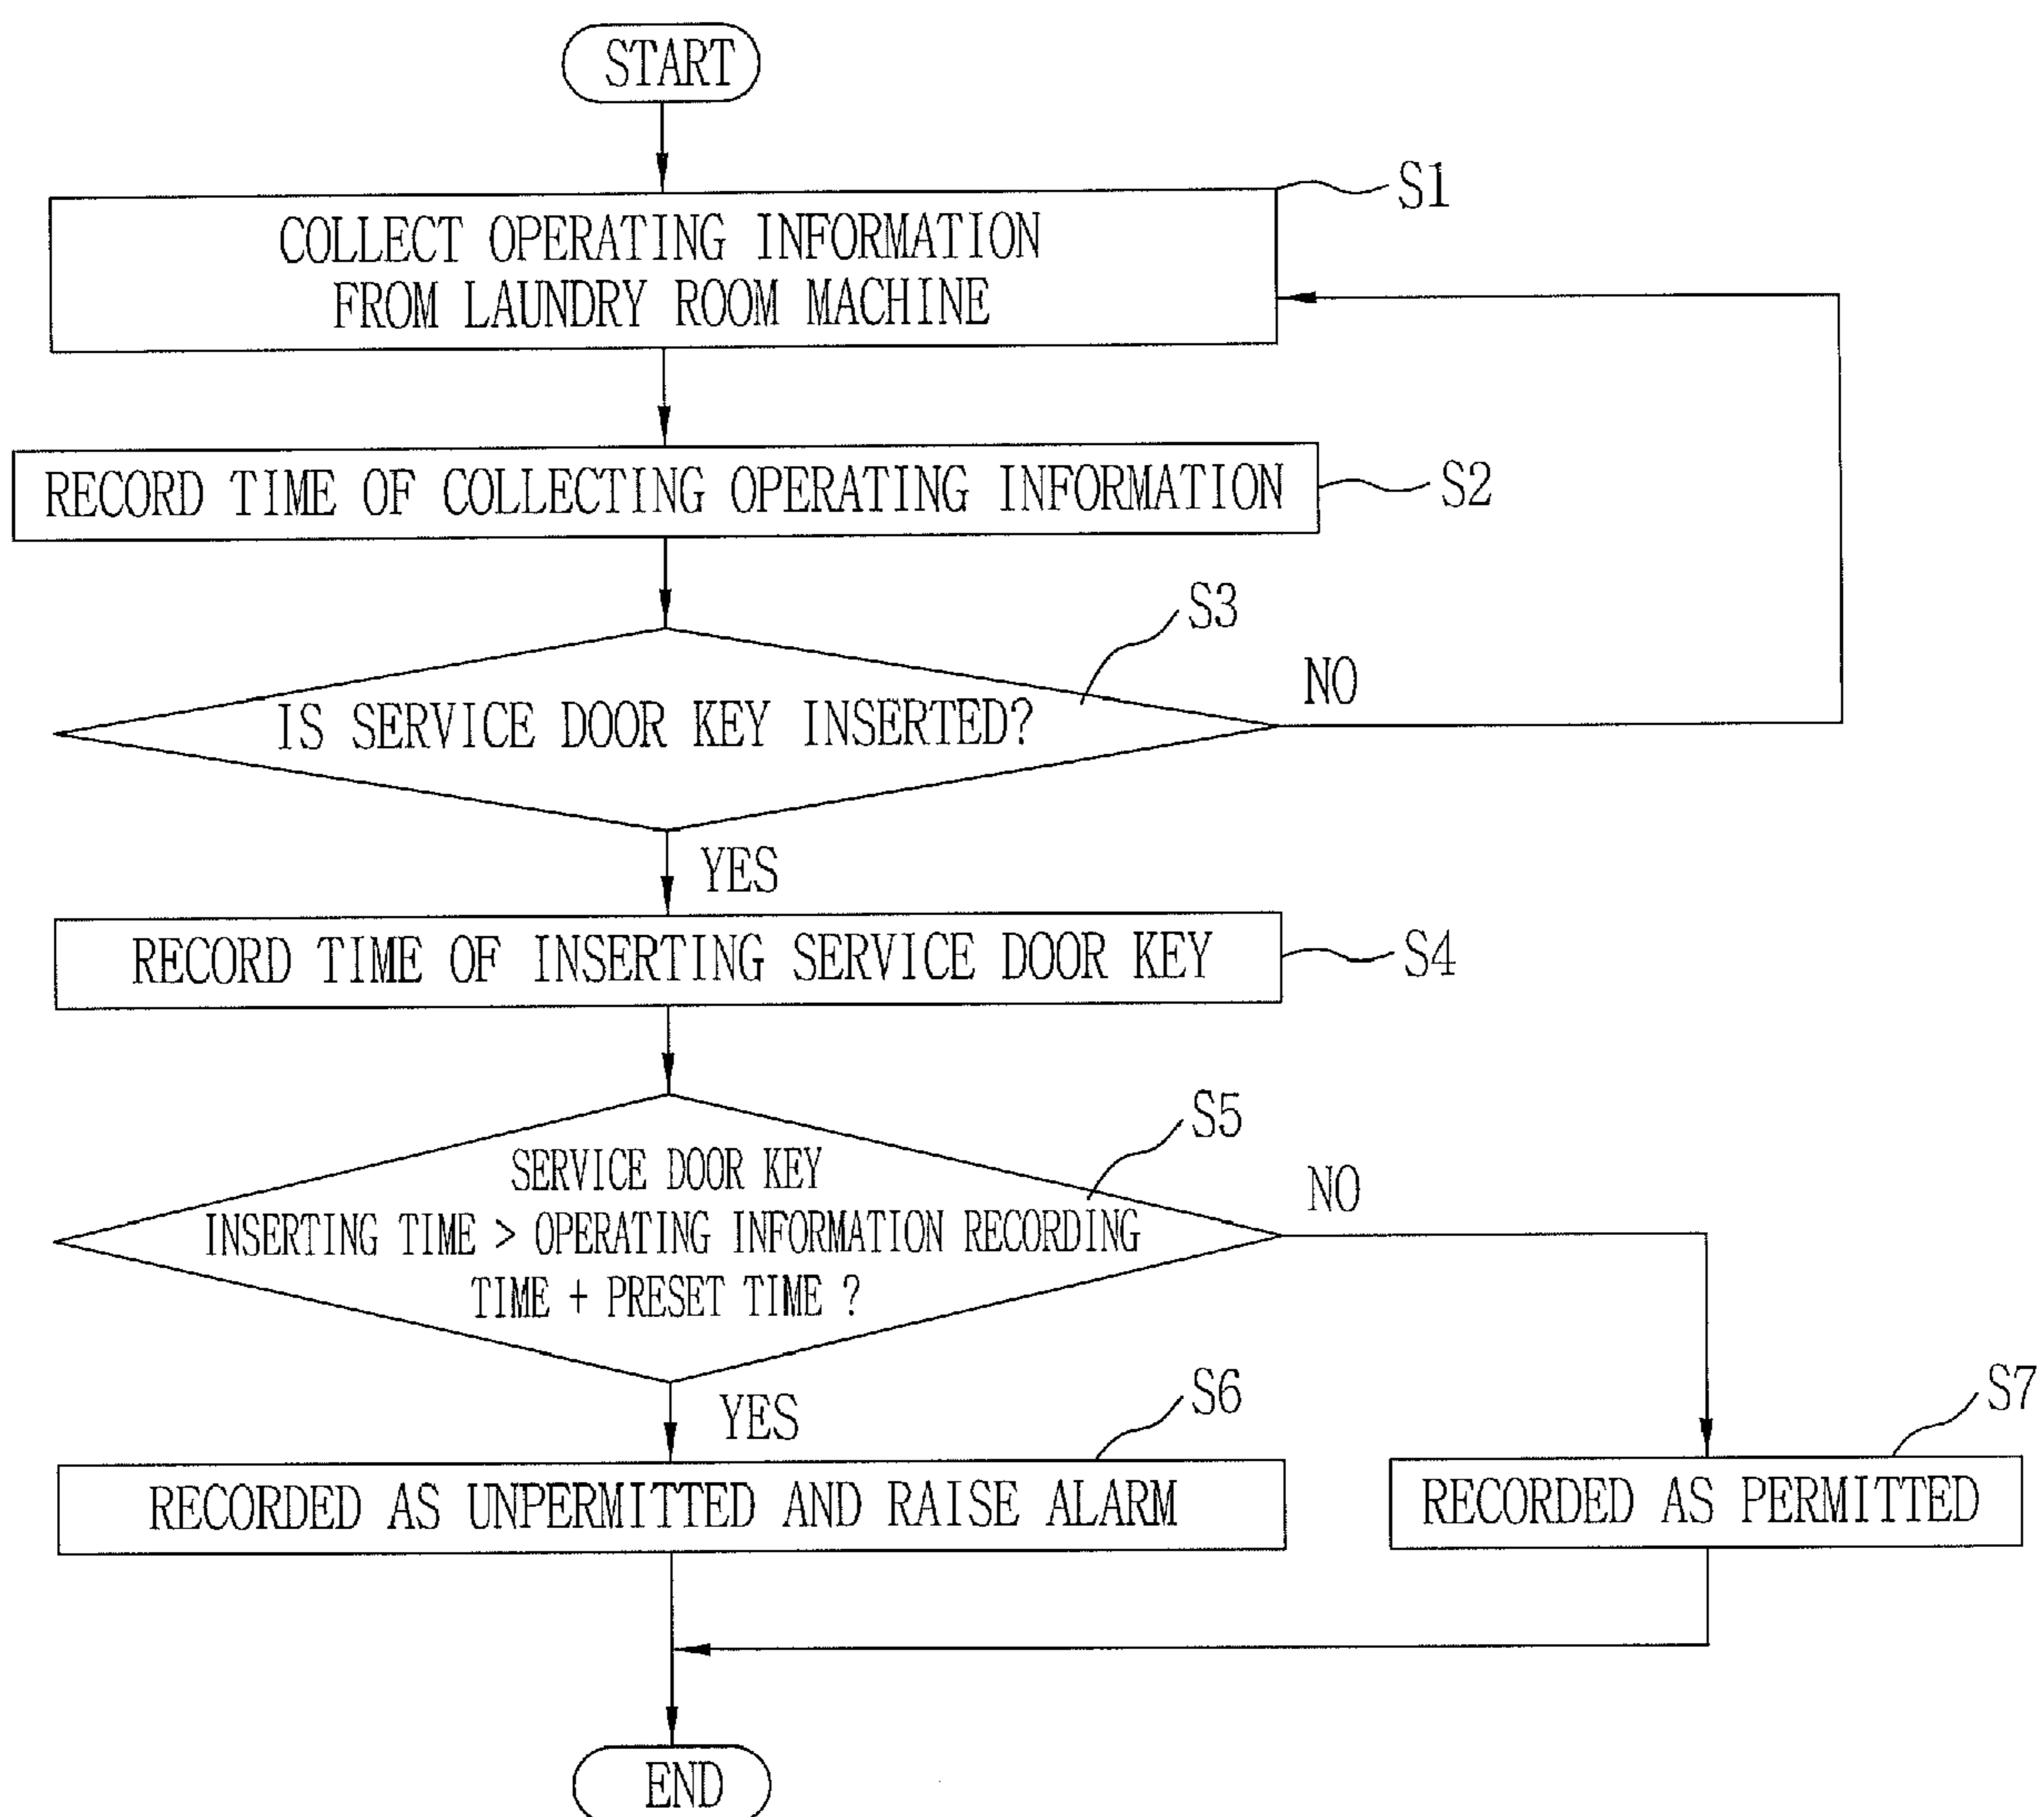 START
S1
COLLECT OPERATING INFORMATION
FROM LAUNDRY ROOM MACHINE
RECORD TIME OF COLLECTING OPERATING INFORMATION
S2
S3
NO
IS SERVICE DOOR KEY INSERTED?
YES
RECORD TIME OF INSERTING SERVICE DOOR KEY
S4
S5
SERVICE DOOR KEY
INSERTING TIME > OPERATING INFORMATION RECORDING
TIME + PRESET TIME ?
NO
YES
S6
S7
RECORDED AS UNPERMITTED AND RAISE ALARM
RECORDED AS PERMITTED
END